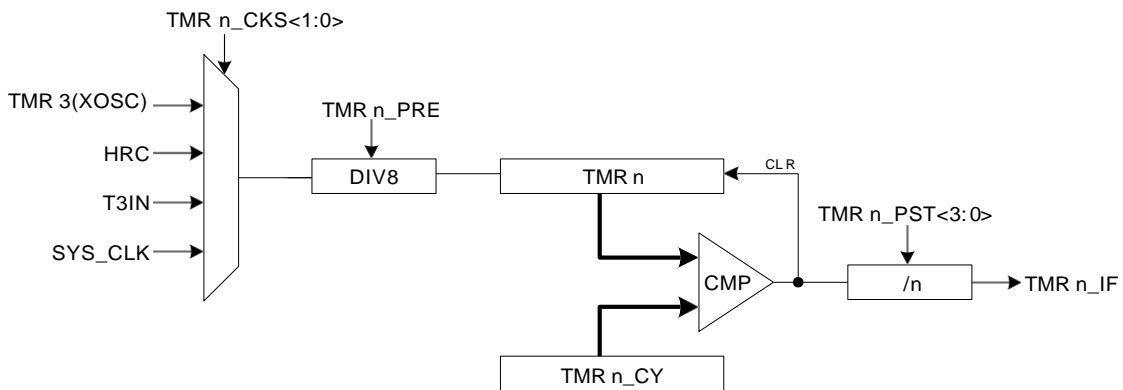 TMR n_CKS<1:0>
TMR 3(XOSC)
TMR n_PRE
HRC
DIV8
TMR n
CLR
T3IN
TMR n_PST<3:0>
SYS_CLK
CMP
/n
TMR n_IF
TMR n_CY